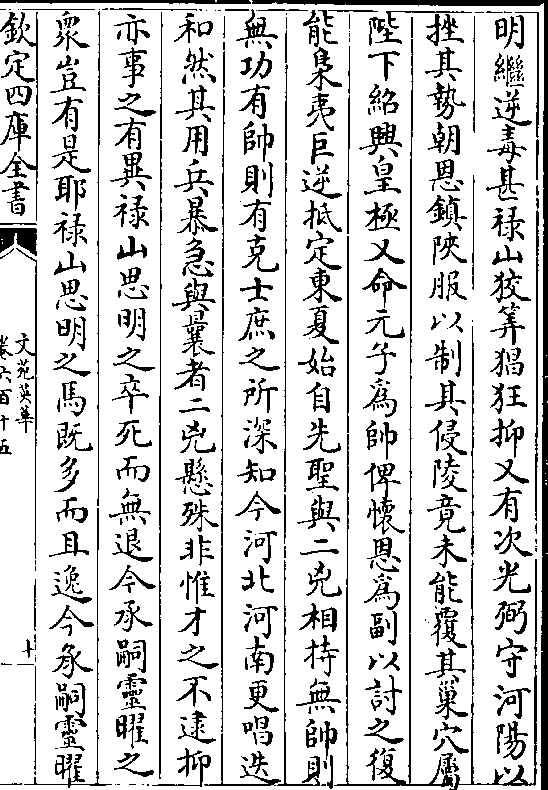 明繼逆毒甚禄山狡筭猖狂抑又有次光弼守河陽以
挫其勢朝恩鎮陜服以制其侵陵竟未能覆其巢穴屬
陛下紹興皇極又命元子爲帥俾懷恩爲副以討之復
能梟夷巨逆抵定東夏始自先聖與二兇相持無帥則
無功有帥則有克士庶之所深知今河北河南更唱迭
和然其用兵暴急與曩者二兇懸殊非惟才之不逮抑
亦事之有異禄山思明之卒死而無退今承嗣靈曜之
衆豈有是耶禄山思明之馬既多而且逸今承嗣靈曜
欽定四庫全書
文苑英華
卷六百十五
十